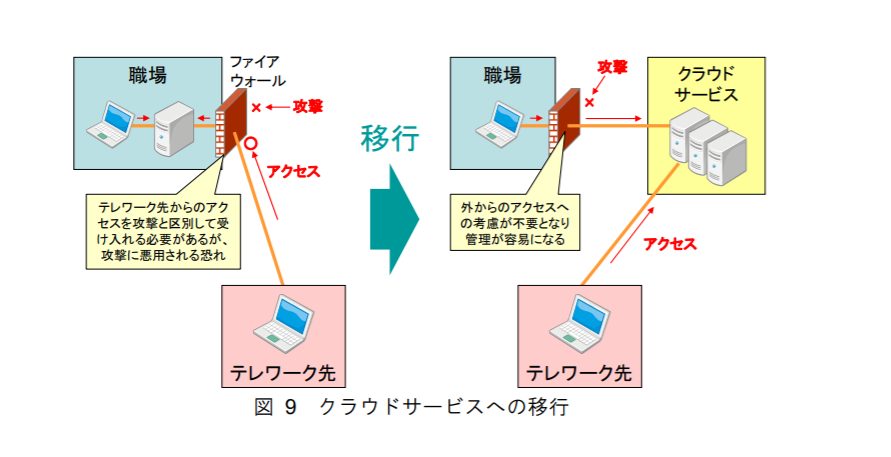 職場
ファイア
ウォール
攻撃
アクセス
テレワーク先からのアク
セスを攻撃と区別して受
け入れる必要があるが、
攻撃に悪用される恐れ
テレワーク先
移行
職場
攻撃
クラウド
サービス
外からのアクセスへ
の考慮が不要となり
管理が容易になる
アクセス
テレワーク先
図 9 クラウドサービスへの移行